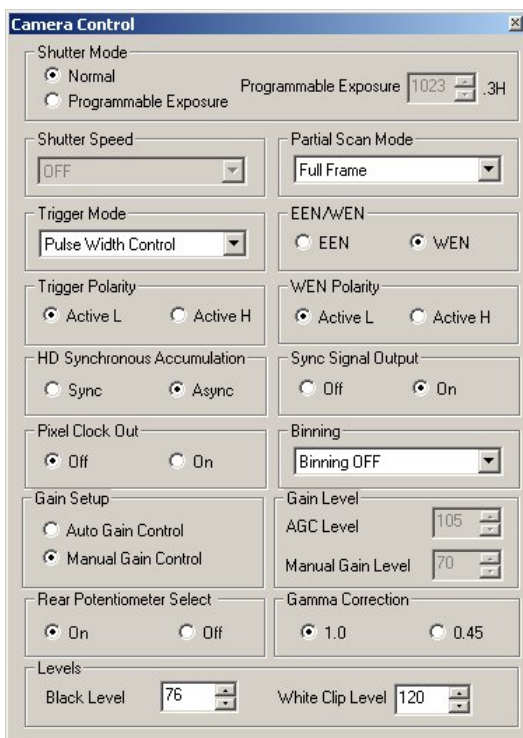 Camera Control
Shutter Mode
Normal
Programmable Exposure
Programmable Exposure 1023 .3H
Shutter Speed
OFF
Partial Scan Mode
Full Frame
Trigger Mode
Pulse Width Control
EEN/WEN
EEN WEN
Trigger Polarity
Active L Active H
WEN Polarity
Active L Active H
HD Synchronous Accumulation
Sync Async
Sync Signal Output
Off On
Pixel Clock Out
Off On
Binning
Binning OFF
Gain Setup
Auto Gain Control
Manual Gain Control
Gain Level
AGC Level 105
Manual Gain Level 70
Rear Potentiometer Select
On Off
Gamma Correction
1.0 0.45
Levels
Black Level 76 White Clip Level 120